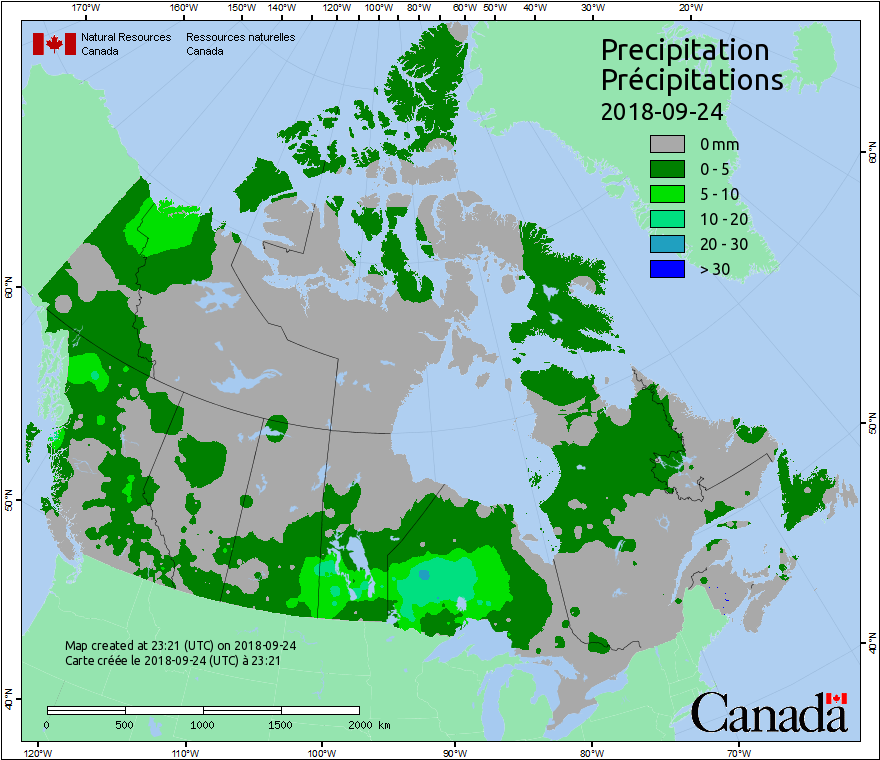 170°W 160°W 150°W 140°W 120°W 100°W 80°W 60°W 50°W 40°W 30°W 20°W
Natural Resources Canada
Ressources naturelles Canada
Precipitation
Précipitations
2018-09-24
0 mm
0 - 5
5 - 10
10 - 20
20 - 30
> 30
60°N
50°N
40°N
60°N
50°N
40°N
Map created at 23:21 (UTC) on 2018-09-24
Carte créée le 2018-09-24 (UTC) à 23:21
0 500 1000 1500 2000 km
Canada
120°W 110°W 100°W 90°W 80°W 70°W